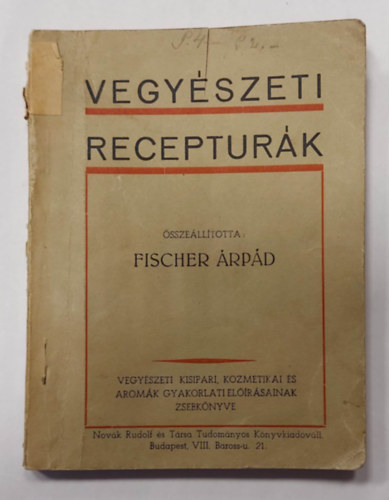 VEGYÉSZETI
RECEPTURÁK
ÖSSZEÁLLÍTOTTA:
FISCHER ÁRPÁD
VEGYÉSZETI KISIPARI, KOZMETIKAI ÉS
AROMÁK GYAKORLATI ELŐÍRÁSAINAK
ZSEBKÖNYVE
Novák Rudolf és Társa Tudományos Könyvkiadóváll.
Budapest, VIII. Baross-u. 21.